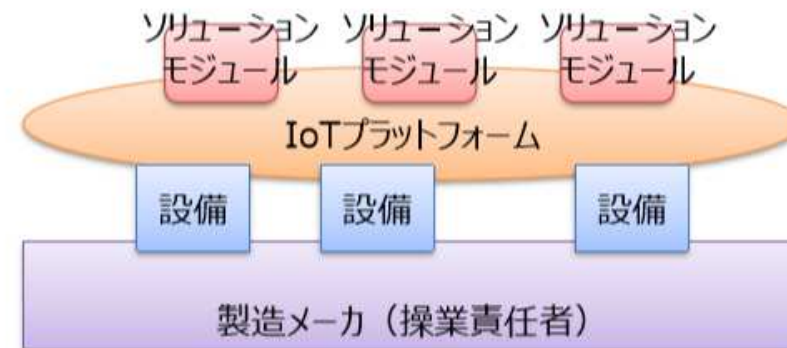 ソリューション ソリューション ソリューション
モジュール モジュール モジュール
IoTプラットフォーム
設備 設備 設備
製造メーカ（操業責任者）